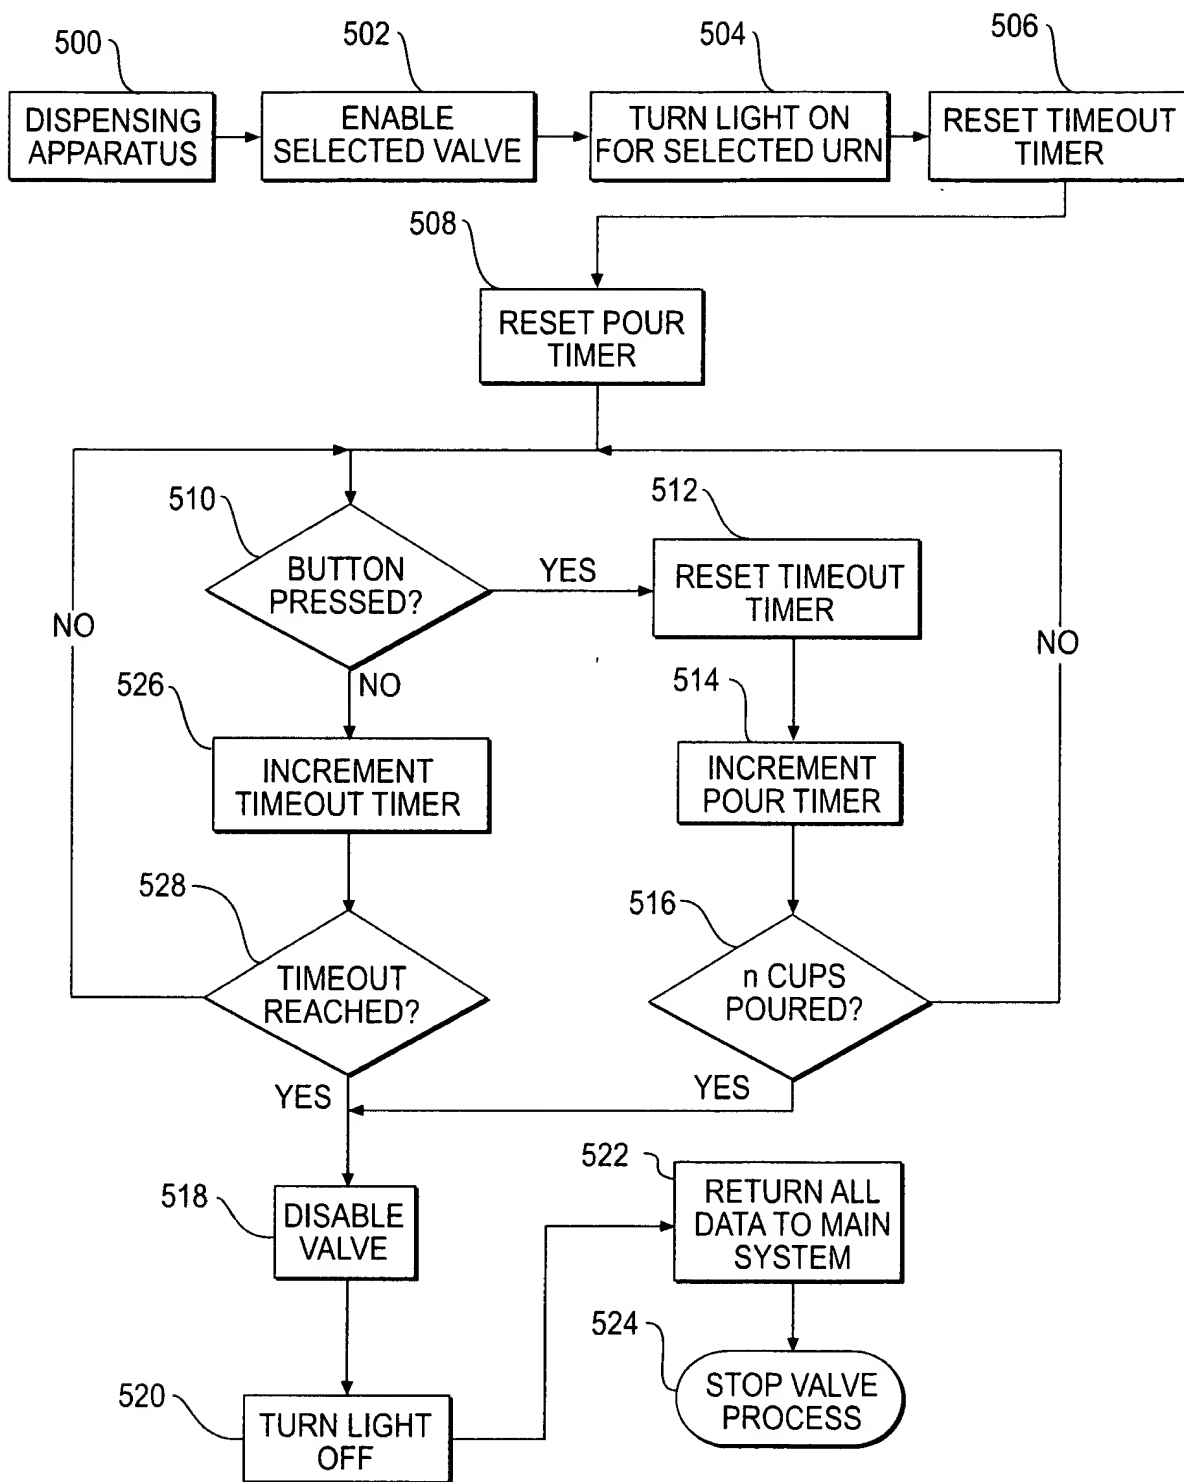 500
502
504
506
DISPENSING
APPARATUS
ENABLE
SELECTED VALVE
TURN LIGHT ON
FOR SELECTED URN
RESET TIMEOUT
TIMER
508
RESET POUR
TIMER
510
BUTTON
PRESSED?
YES
512
RESET TIMEOUT
TIMER
NO
NO
NO
526
INCREMENT
TIMEOUT TIMER
514
INCREMENT
POUR TIMER
528
TIMEOUT
REACHED?
516
n CUPS
POURED?
YES
YES
518
DISABLE
VALVE
522
RETURN ALL
DATA TO MAIN
SYSTEM
520
TURN LIGHT
OFF
524
STOP VALVE
PROCESS